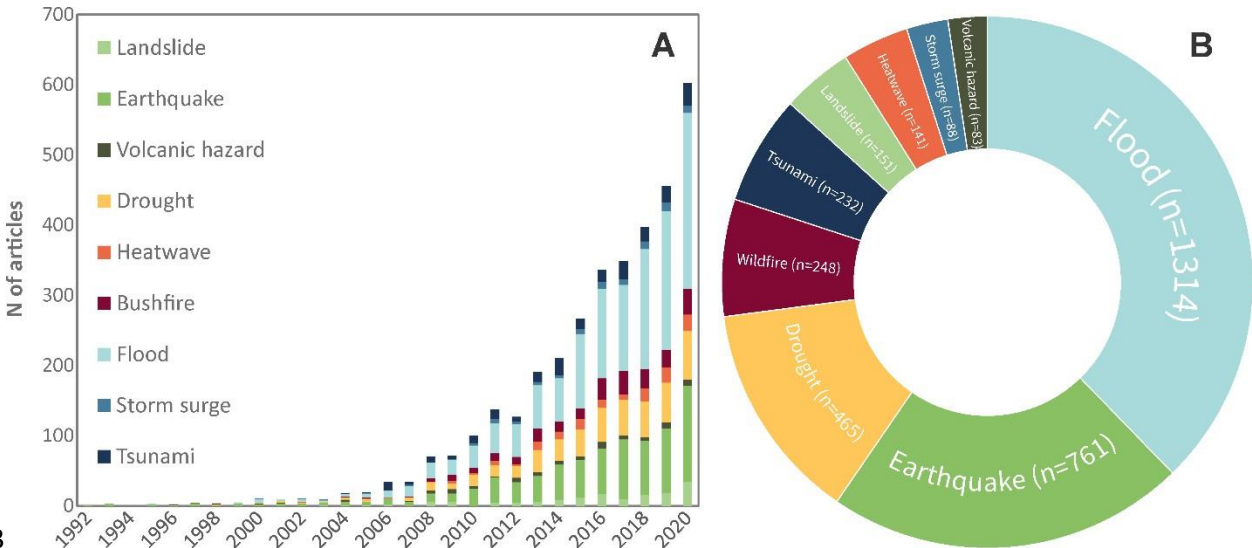 700
600
500
400
300
200
100
0
N of articles
A
Landslide
Earthquake
Volcanic hazard
Drought
Heatwave
Bushfire
Flood
Storm surge
Tsunami
1992
1994
1996
1998
2000
2002
2004
2006
2008
2010
2012
2014
2016
2018
2020
B
B
Flood (n=1314)
Earthquake (n=761)
Drought (n=465)
Wildfire (n=248)
Tsunami (n=232)
Landslide (n=151)
Heatwave (n=141)
Storm surge (n=88)
Volcanic hazard (n=83)